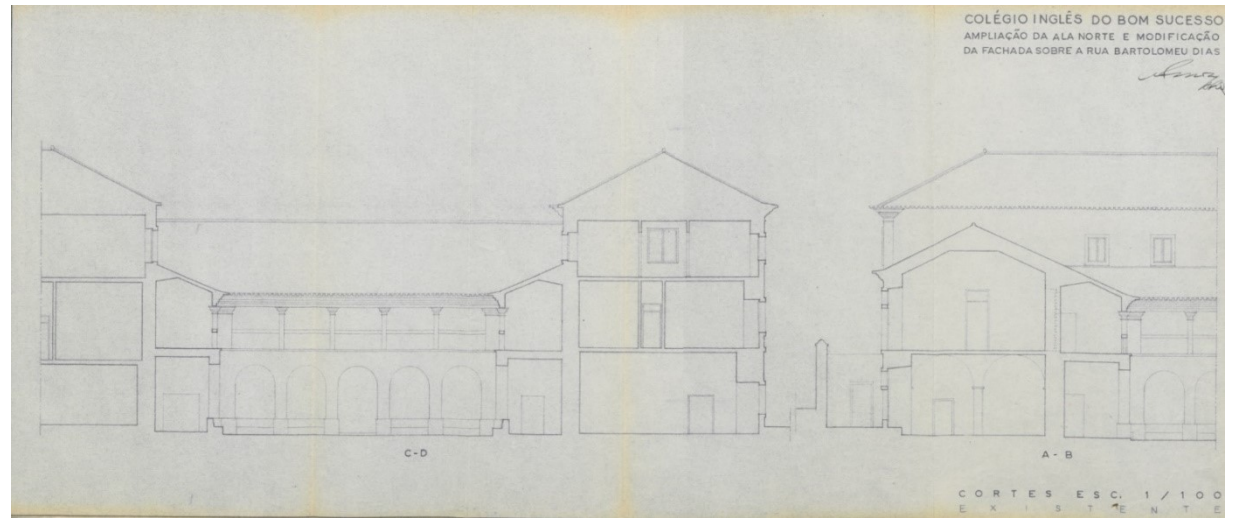 COLÉGIO INGLÊS DO BOM SUCESSO
AMPLIAÇÃO DA ALA NORTE E MODIFICAÇÃO
DA FACHADA SOBRE A RUA BARTOLOMEU DIAS
C-D
A - B
CORTES ESC. 1/100
EXISTENTE